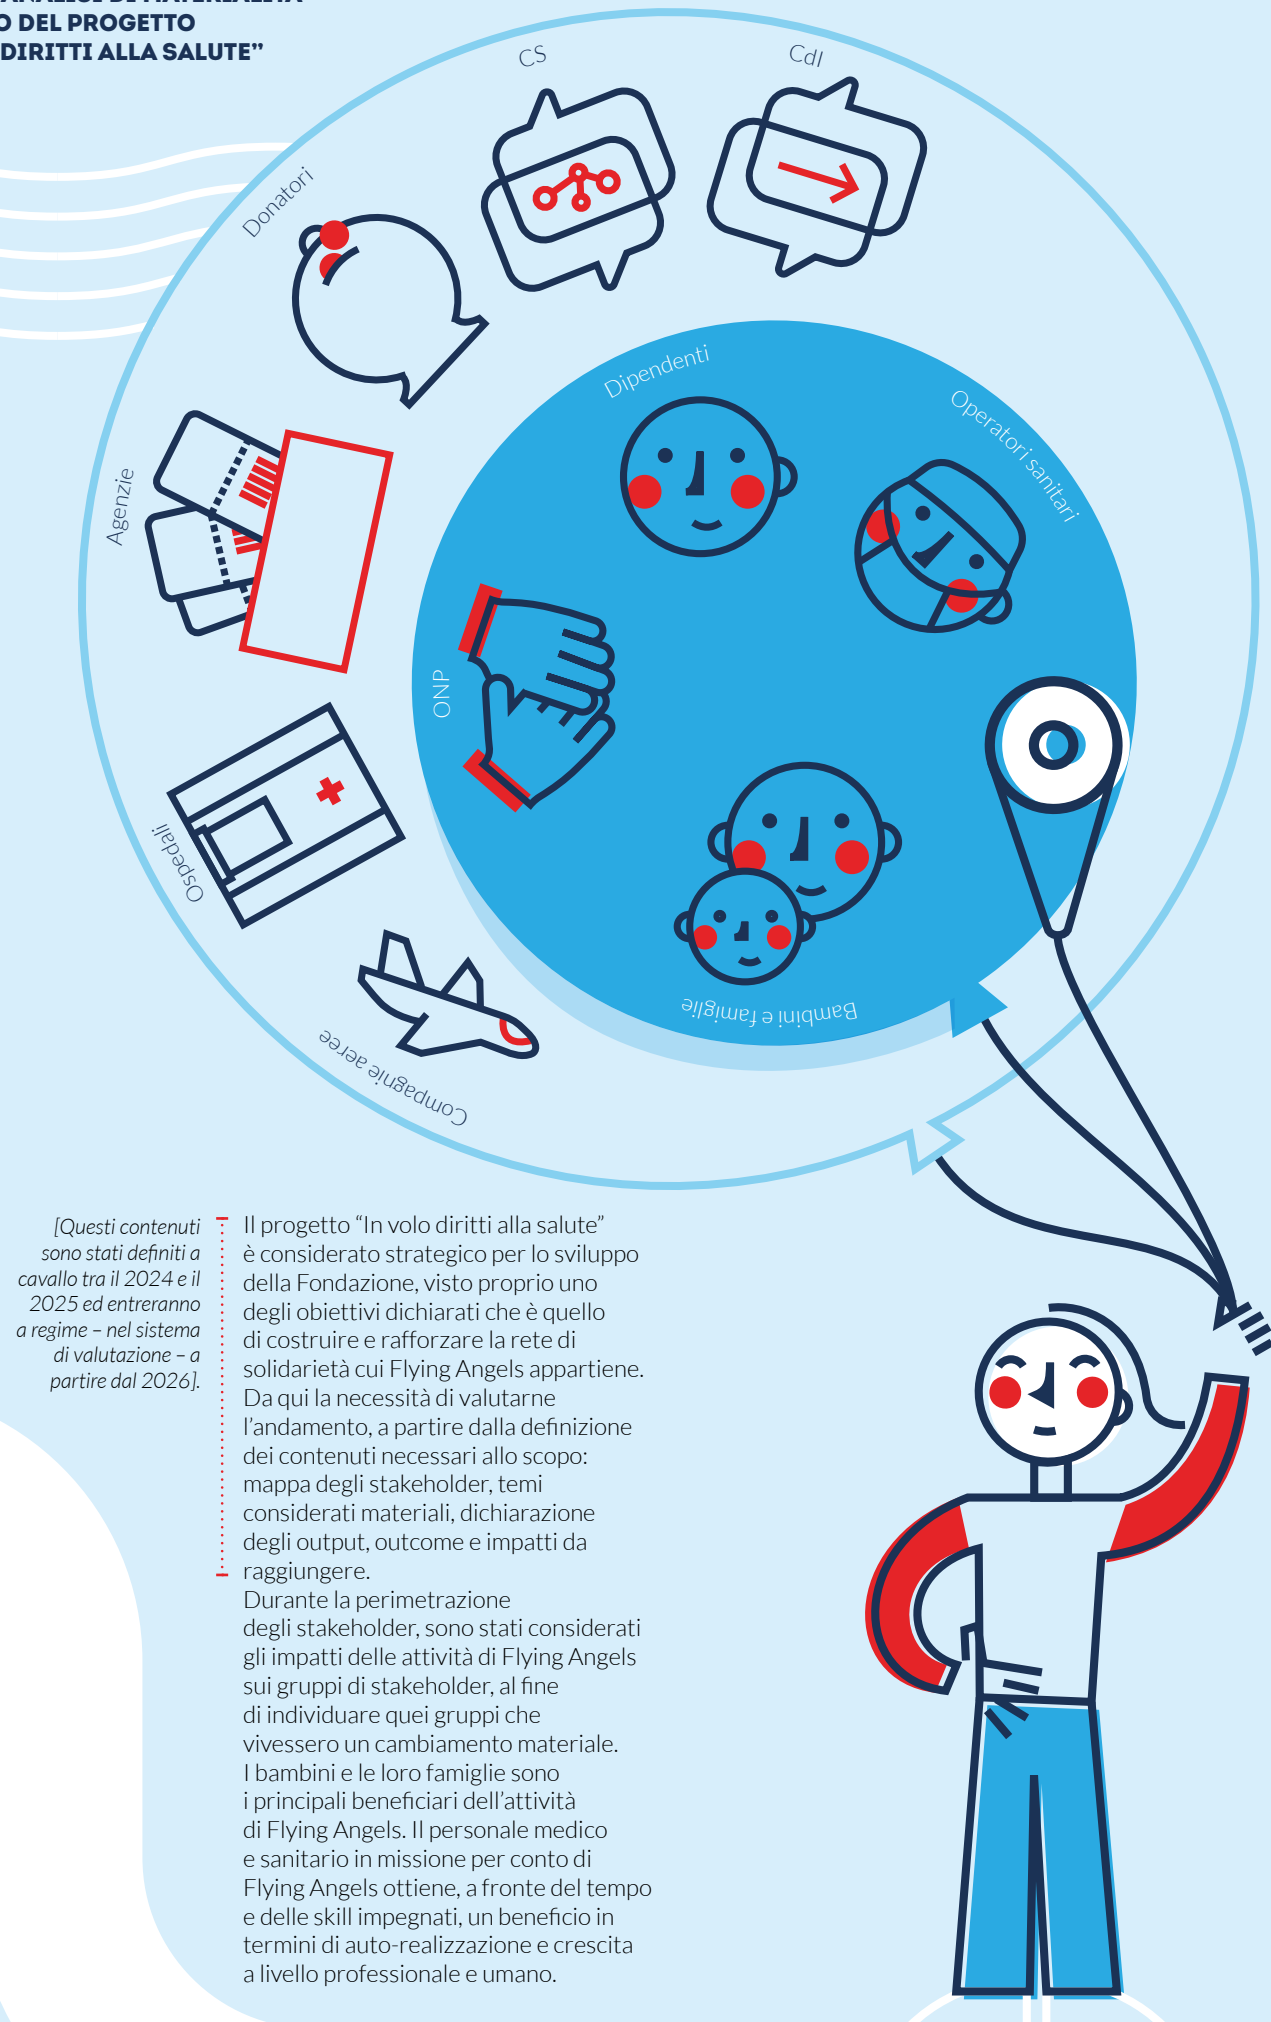 O DEL PROGETTO
DIRITTI ALLA SALUTE”
CS
CdI
Donatori
Agenzie
Ospedali
Compagnie aeree
Dipendenti
Operatori sanitari
ONP
Bambini e famiglie
[Questi contenuti
sono stati definiti a
cavallo tra il 2024 e il
2025 ed entreranno
a regime – nel sistema
di valutazione – a
partire dal 2026].
Il progetto “In volo diritti alla salute”
è considerato strategico per lo sviluppo
della Fondazione, visto proprio uno
degli obiettivi dichiarati che è quello
di costruire e rafforzare la rete di
solidarietà cui Flying Angels appartiene.
Da qui la necessità di valutarne
l’andamento, a partire dalla definizione
dei contenuti necessari allo scopo:
mappa degli stakeholder, temi
considerati materiali, dichiarazione
degli output, outcome e impatti da
raggiungere.
Durante la perimetrazione
degli stakeholder, sono stati considerati
gli impatti delle attività di Flying Angels
sui gruppi di stakeholder, al fine
di individuare quei gruppi che
vivessero un cambiamento materiale.
I bambini e le loro famiglie sono
i principali beneficiari dell’attività
di Flying Angels. Il personale medico
e sanitario in missione per conto di
Flying Angels ottiene, a fronte del tempo
e delle skill impegnati, un beneficio in
termini di auto-realizzazione e crescita
a livello professionale e umano.